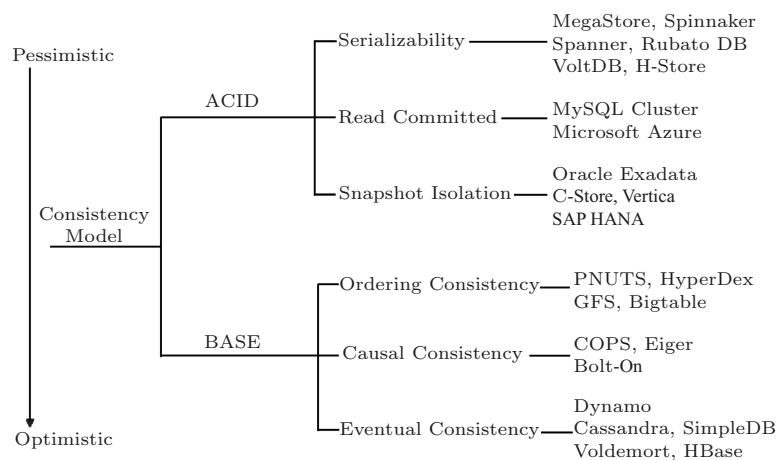 Pessimistic
Optimistic
Consistency
Model
ACID
Serializability
MegaStore, Spinnaker
Spanner, Rubato DB
VoltDB, H-Store
Read Committed
MySQL Cluster
Microsoft Azure
Snapshot Isolation
Oracle Exadata
C-Store, Vertica
SAP HANA
BASE
Ordering Consistency
PNUTS, HyperDex
GFS, Bigtable
Causal Consistency
COPS, Eiger
Bolt-On
Eventual Consistency
Dynamo
Cassandra, SimpleDB
Voldemort, HBase